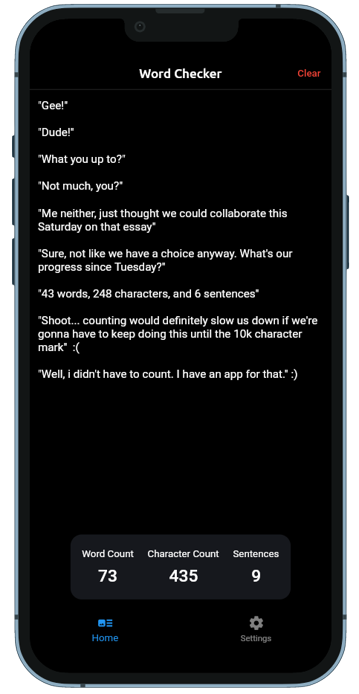 Word Checker
Clear
"Gee!"
"Dude!"
"What you up to?"
"Not much, you?"
"Me neither, just thought we could collaborate this
Saturday on that essay"
"Sure, not like we have a choice anyway. What's our
progress since Tuesday?"
"43 words, 248 characters, and 6 sentences"
"Shoot... counting would definitely slow us down if we're
gonna have to keep doing this until the 10k character
mark"  :(
"Well, i didn't have to count. I have an app for that." :)
Word Count Character Count Sentences
73 435 9
Home Settings